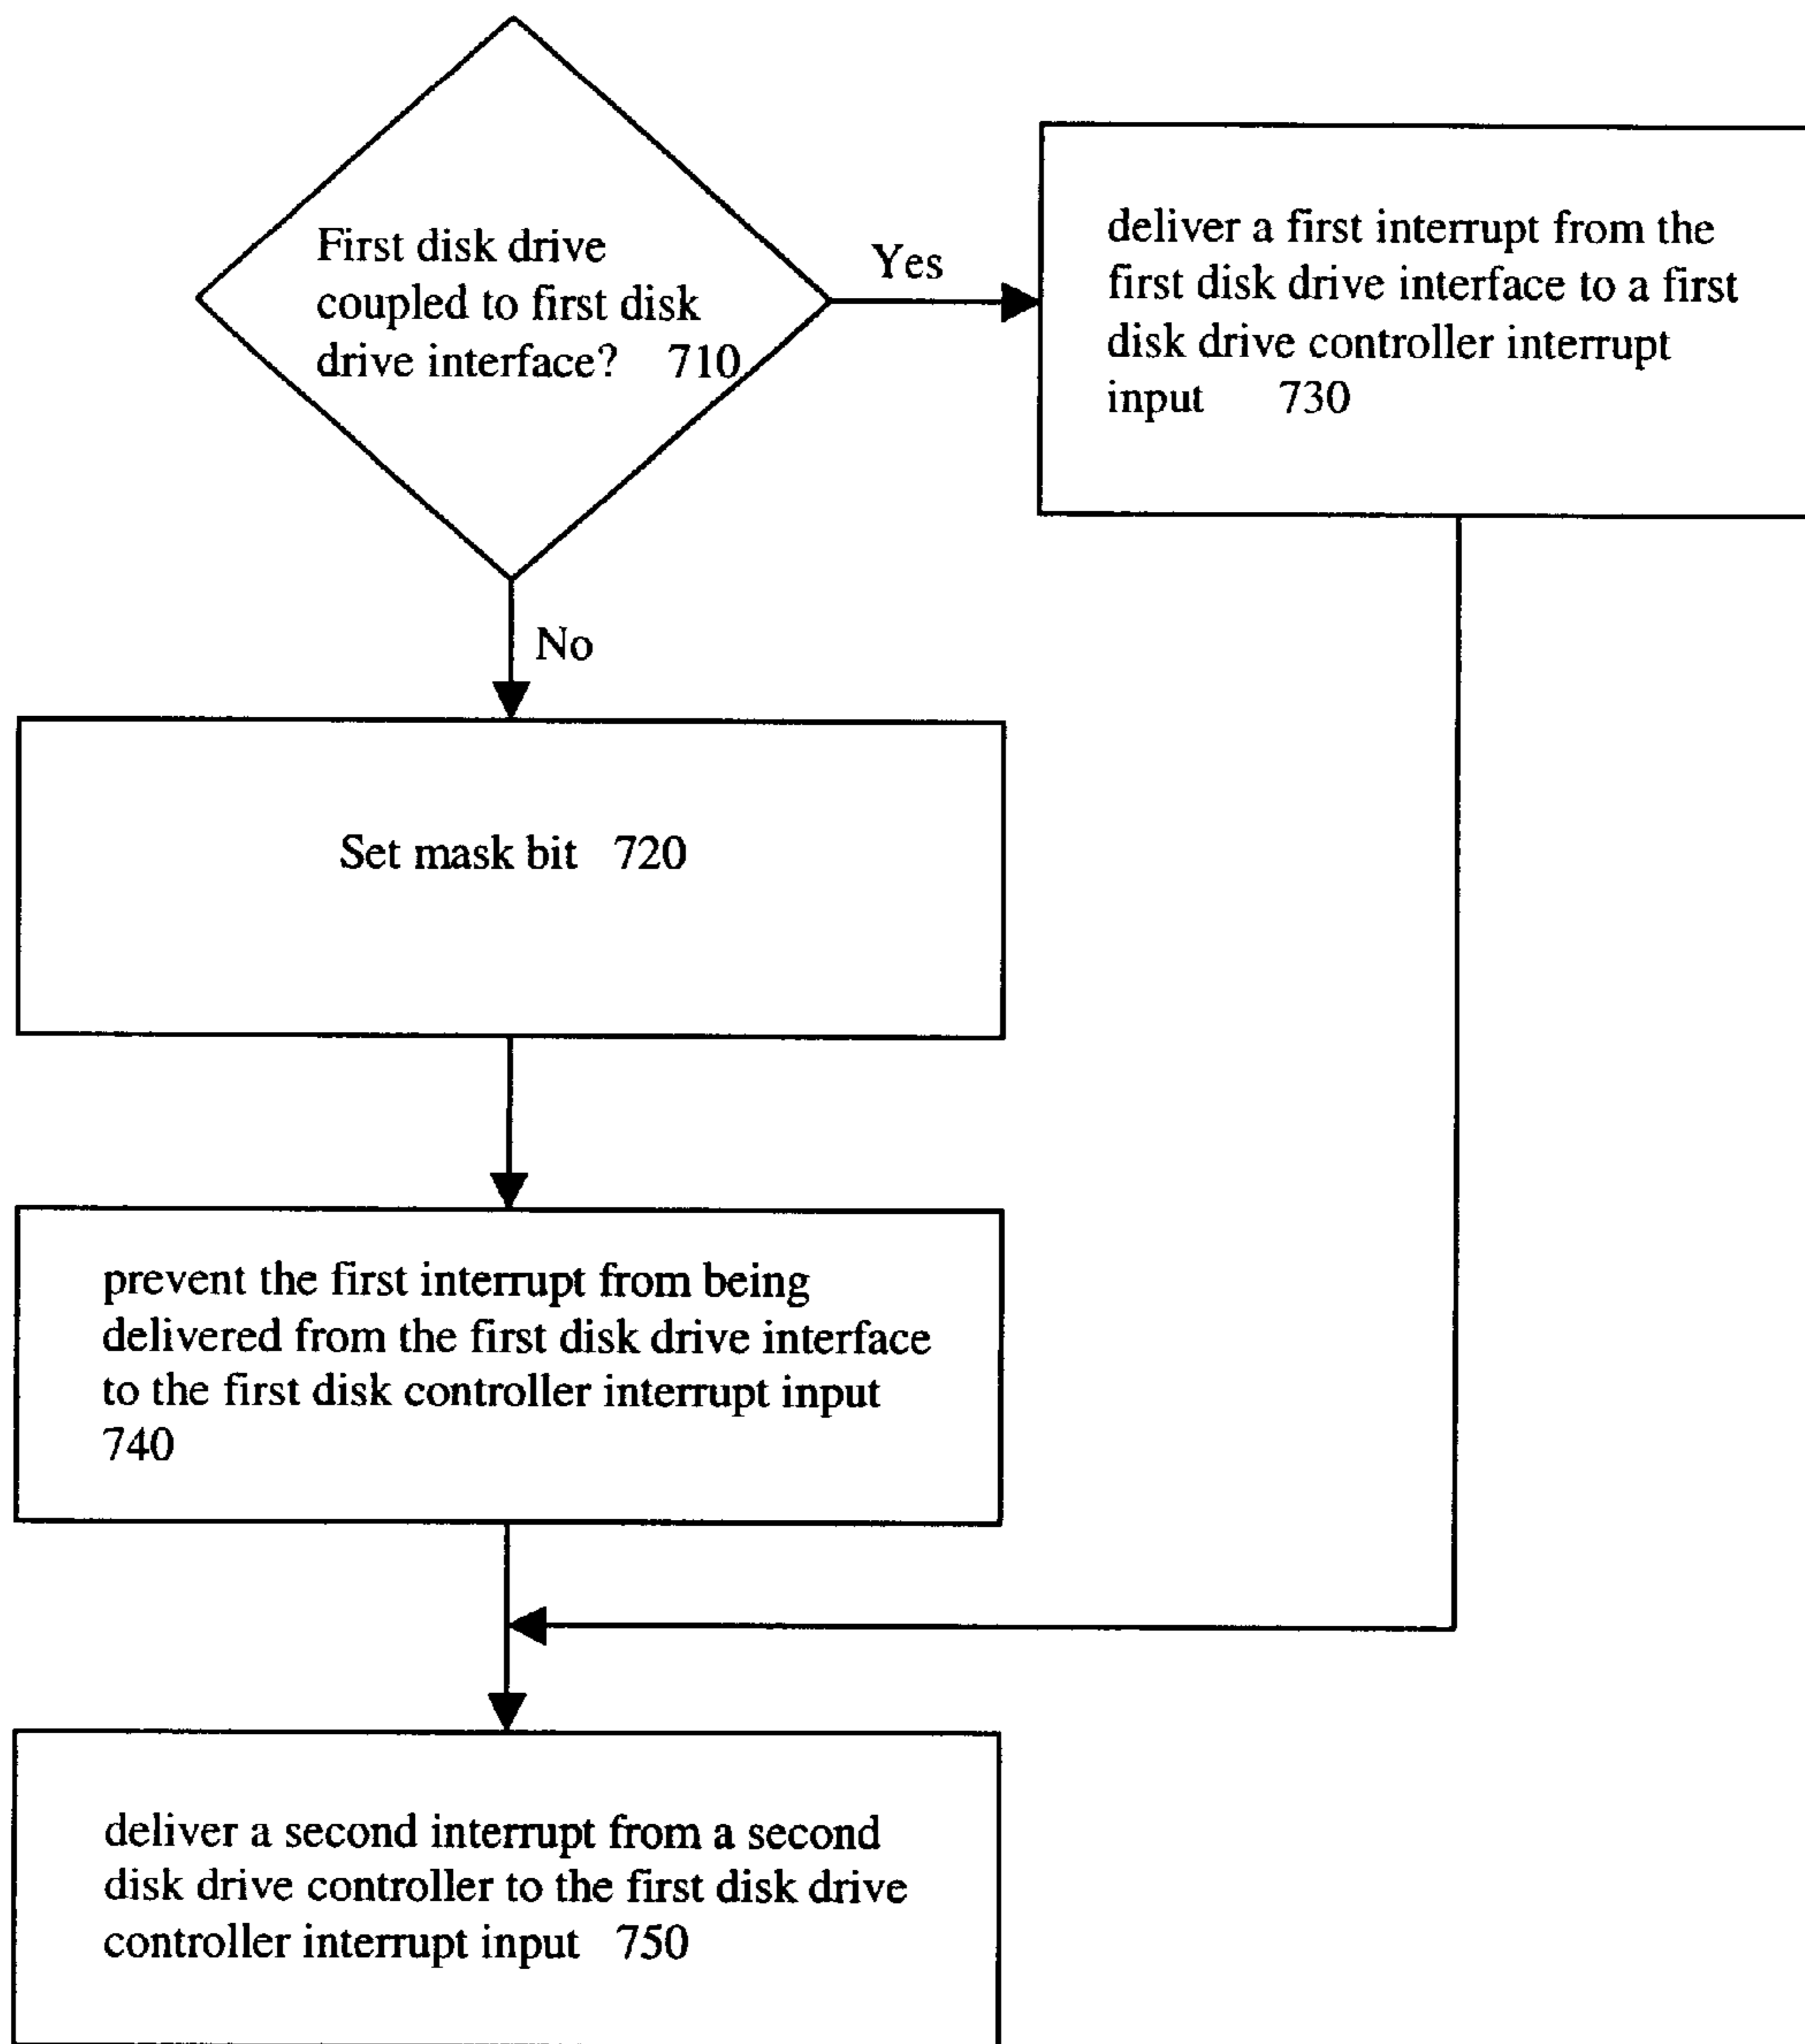 First disk drive
coupled to first disk
drive interface? 710
Yes
deliver a first interrupt from the
first disk drive interface to a first
disk drive controller interrupt
input 730
No
Set mask bit 720
prevent the first interrupt from being
delivered from the first disk drive interface
to the first disk controller interrupt input
740
deliver a second interrupt from a second
disk drive controller to the first disk drive
controller interrupt input 750